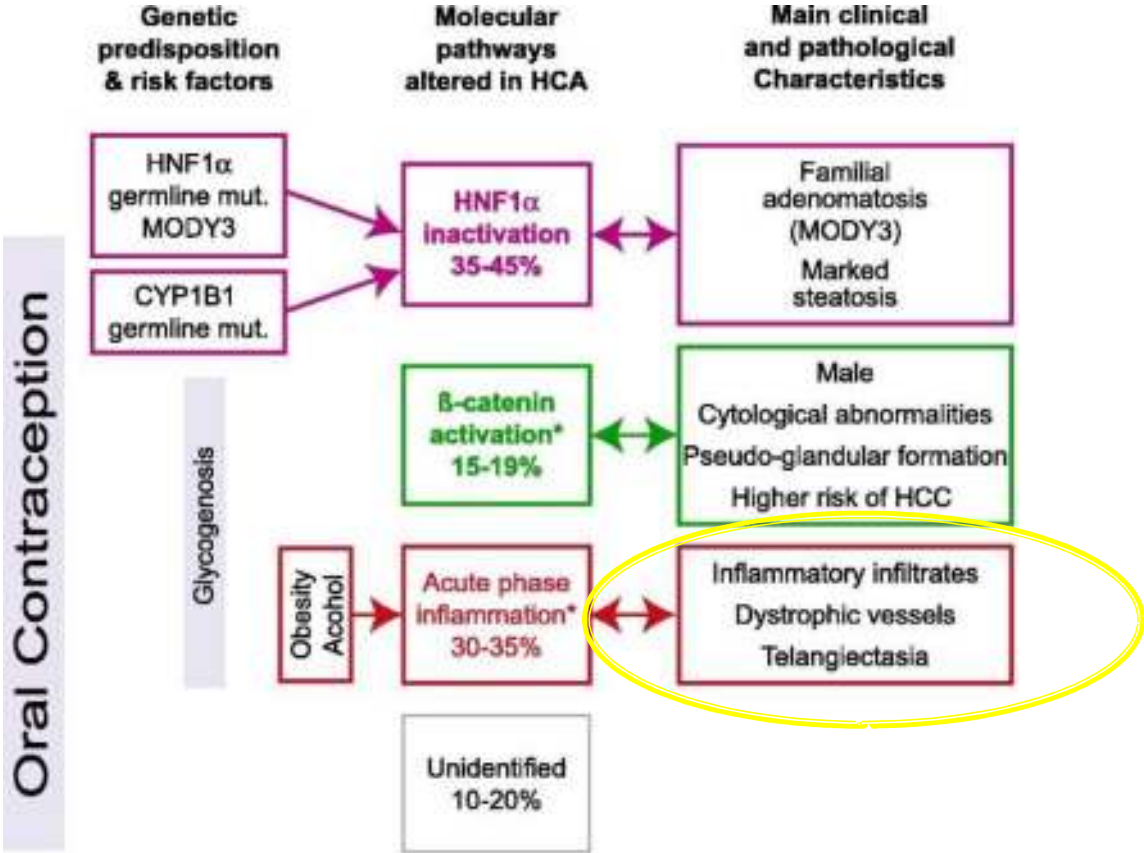 Genetic
predisposition
& risk factors
Molecular
pathways
altered in HCA
Main clinical
and pathological
Characteristics
HNF1α
germline mut.
MODY3
CYP1B1
germline mut.
HNF1α
inactivation
35-45%
Familial
adenomatosis
(MODY3)
Marked
steatosis
Oral Contraception
Glycogenosis
ß-catenin
activation*
15-19%
Male
Cytological abnormalities
Pseudo-glandular formation
Higher risk of HCC
Obesity
Acohol
Acute phase
inflammation*
30-35%
Inflammatory infiltrates
Dystrophic vessels
Telangiectasia
Unidentified
10-20%